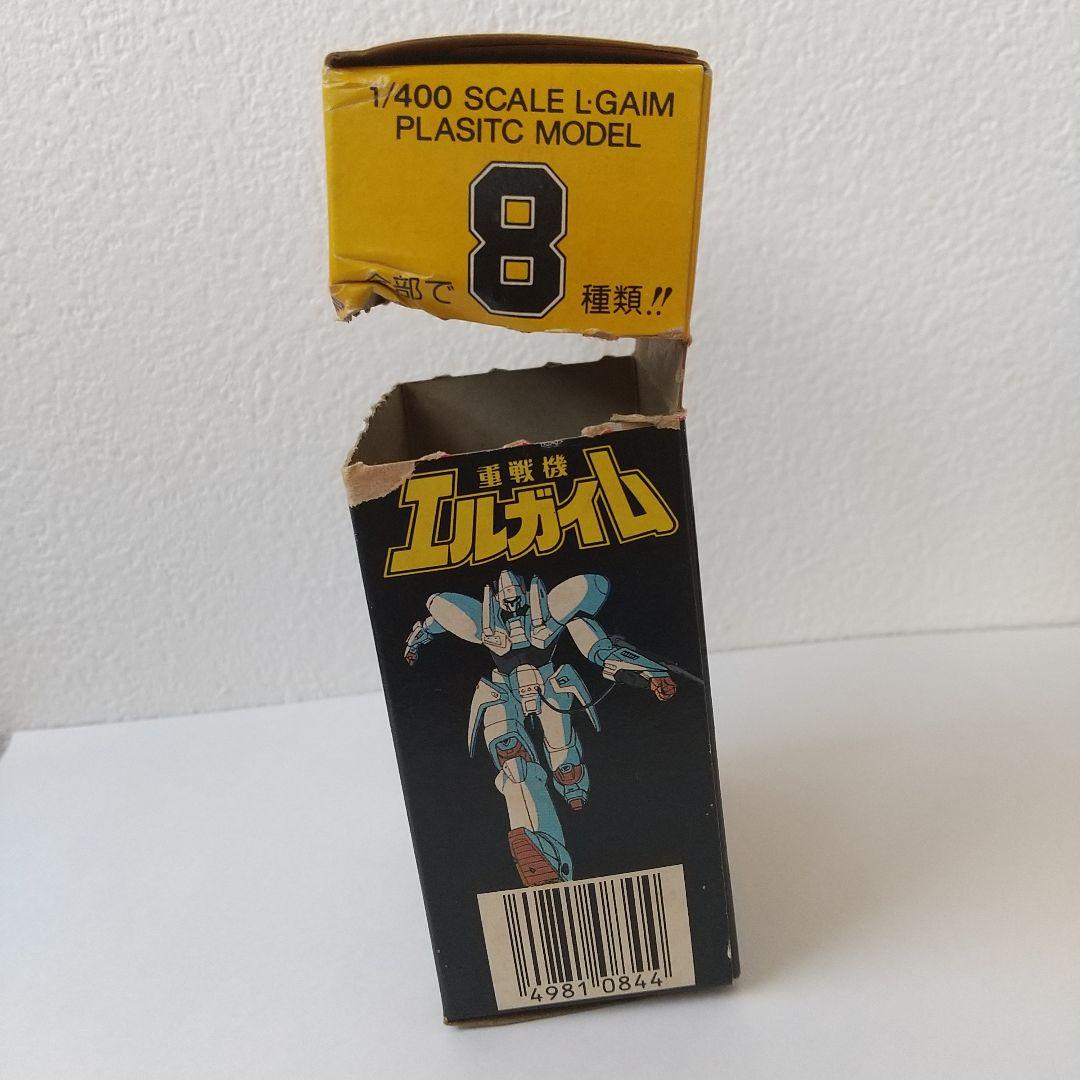 1/400 SCALE L·GAIM
PLASITC MODEL
全部で 8 種類!!
重戦機
エルガイム
4981 0844